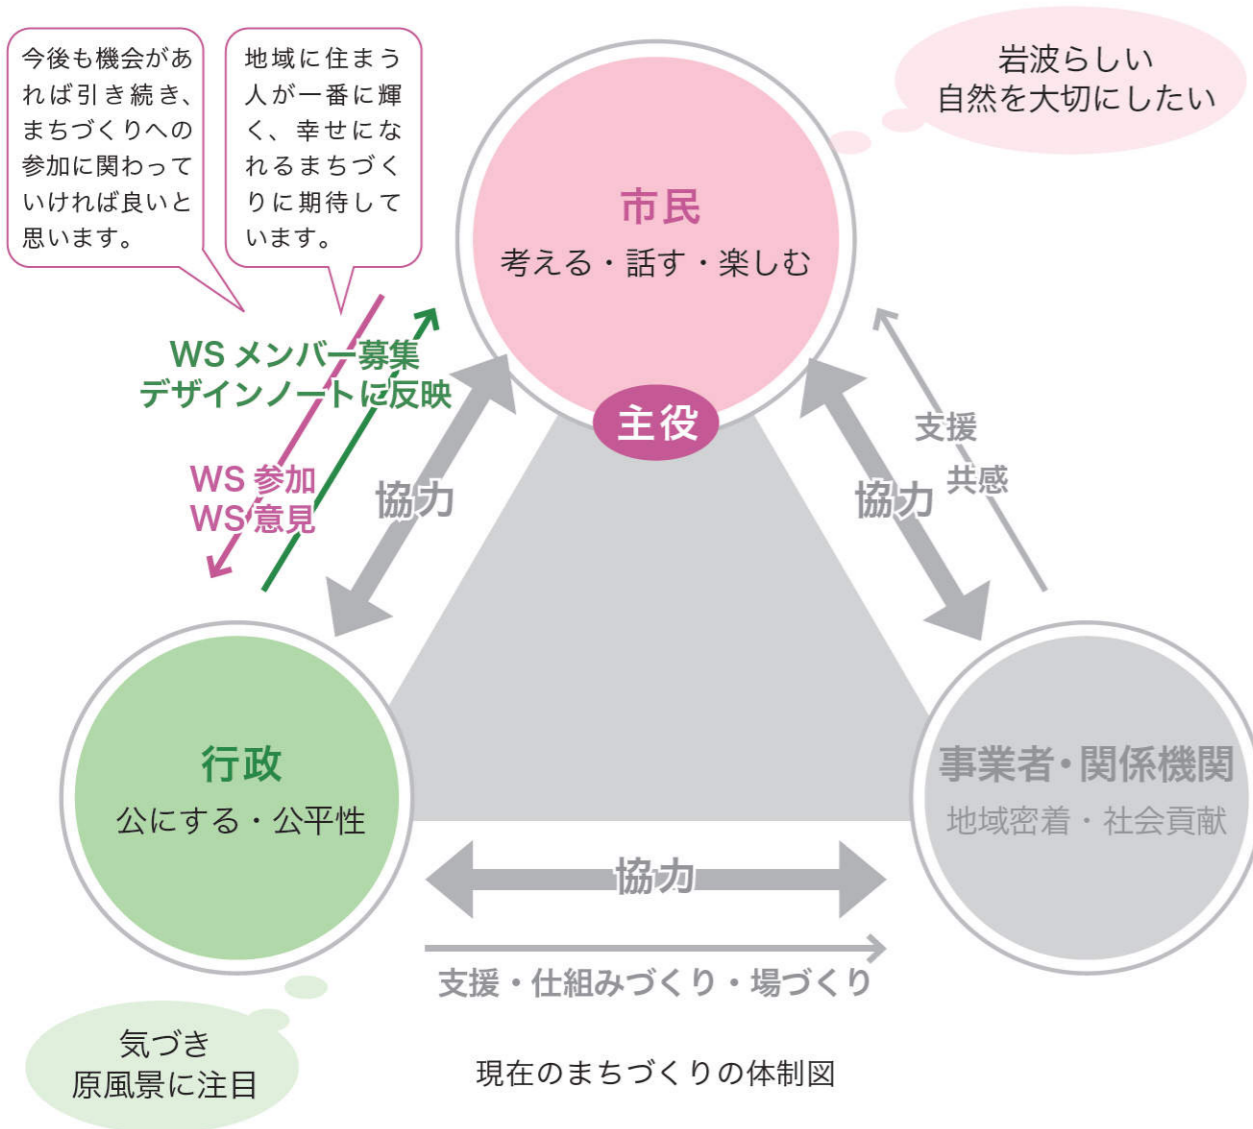 今後も機会があ
れば引き続き、
まちづくりへの
参加に関わって
いければ良いと
思います。
地域に住まう
人が一番に輝
く、幸せにな
れるまちづく
りに期待して
います。
岩波らしい
自然を大切にしたい
市民
考える・話す・楽しむ
主役
WS メンバー募集
デザインノートに反映
WS 参加
WS 意見
協力
協力
支援
共感
行政
公にする・公平性
事業者・関係機関
地域密着・社会貢献
協力
支援・仕組みづくり・場づくり
気づき
原風景に注目
現在のまちづくりの体制図